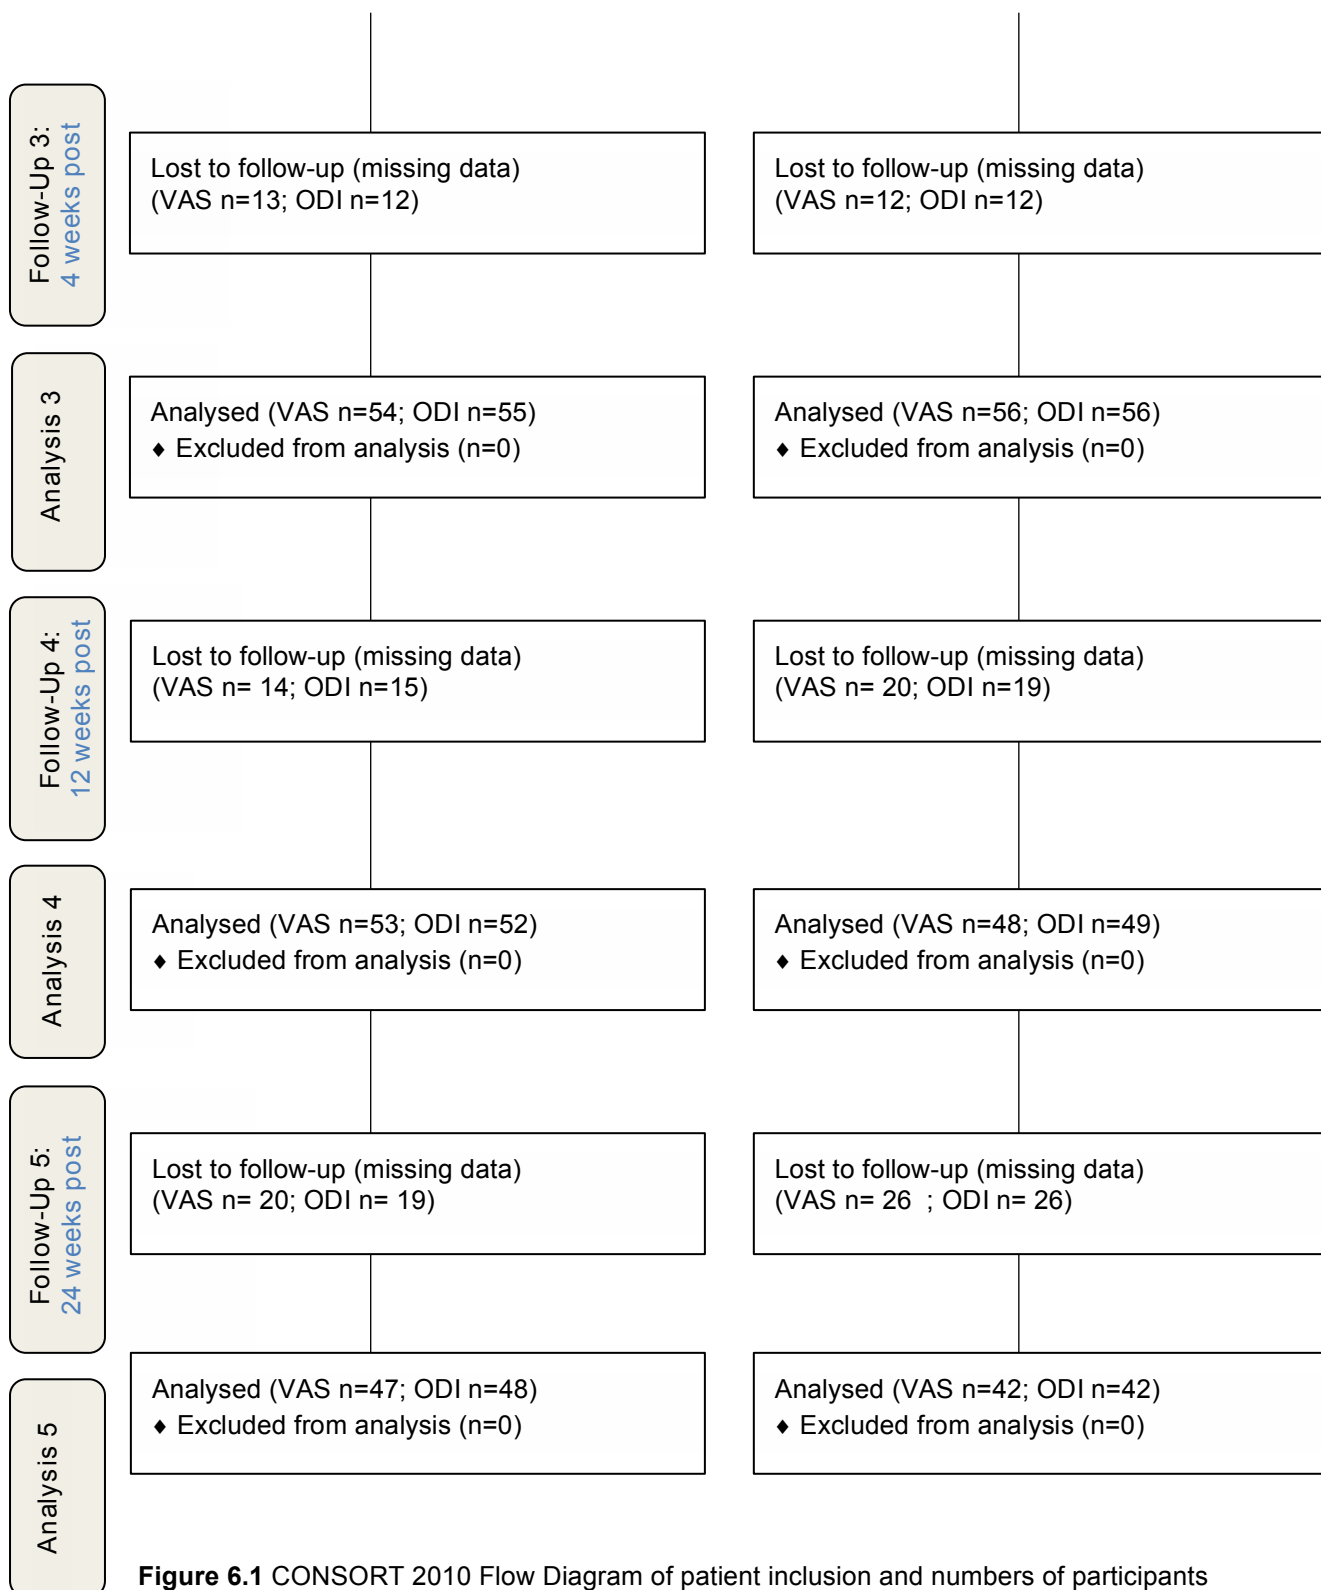 Follow-Up 3:
4 weeks post
Lost to follow-up (missing data)
(VAS n=13; ODI n=12)
Lost to follow-up (missing data)
(VAS n=12; ODI n=12)
Analysis 3
Analysed (VAS n=54; ODI n=55)
♦ Excluded from analysis (n=0)
Analysed (VAS n=56; ODI n=56)
♦ Excluded from analysis (n=0)
Follow-Up 4:
12 weeks post
Lost to follow-up (missing data)
(VAS n= 14; ODI n=15)
Lost to follow-up (missing data)
(VAS n= 20; ODI n=19)
Analysis 4
Analysed (VAS n=53; ODI n=52)
♦ Excluded from analysis (n=0)
Analysed (VAS n=48; ODI n=49)
♦ Excluded from analysis (n=0)
Follow-Up 5:
24 weeks post
Lost to follow-up (missing data)
(VAS n= 20; ODI n= 19)
Lost to follow-up (missing data)
(VAS n= 26  ; ODI n= 26)
Analysis 5
Analysed (VAS n=47; ODI n=48)
♦ Excluded from analysis (n=0)
Analysed (VAS n=42; ODI n=42)
♦ Excluded from analysis (n=0)
Figure 6.1 CONSORT 2010 Flow Diagram of patient inclusion and numbers of participants